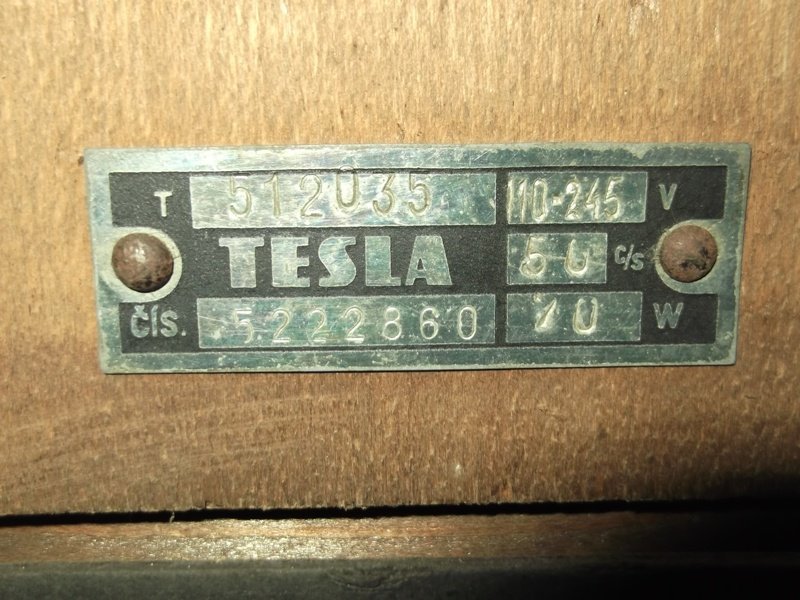 T 512035 110-245 V
TESLA 50 c/s
ČÍS. 5222860 70 W